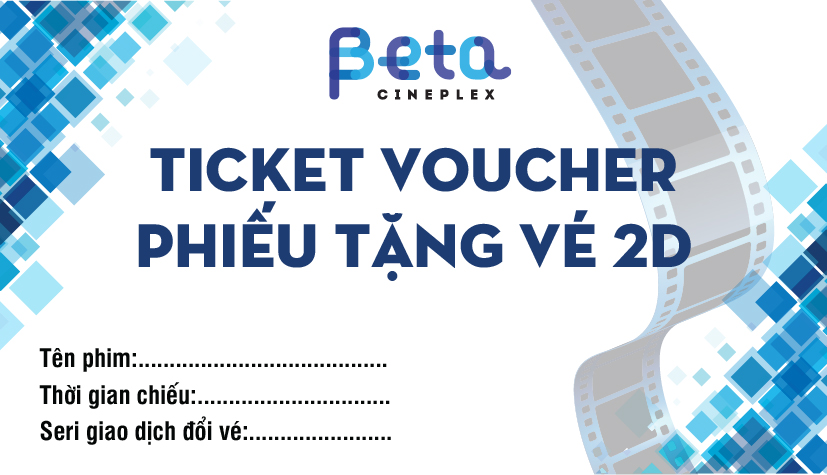 Beta
CINEPLEX
TICKET VOUCHER
PHIẾU TẶNG VÉ 2D
Tên phim:........................................
Thời gian chiếu:...............................
Seri giao dịch đổi vé:.......................